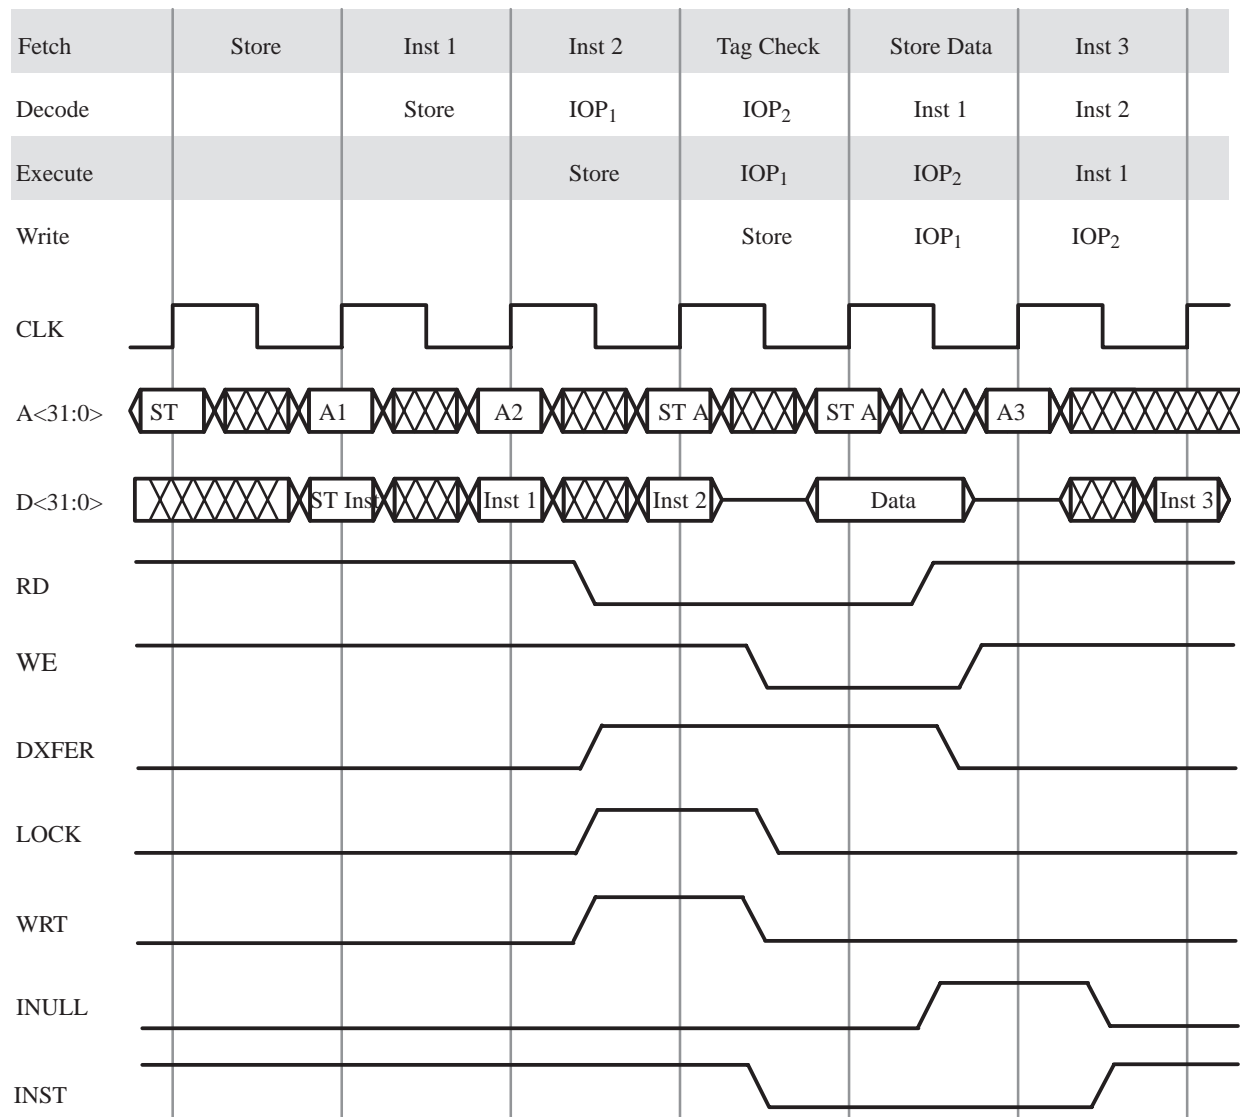 Fetch Store Inst 1 Inst 2 Tag Check Store Data Inst 3
Decode Store IOP1 IOP2 Inst 1 Inst 2
Execute Store IOP1 IOP2 Inst 1
Write Store IOP1 IOP2
CLK
A<31:0> ST A1 A2 ST A ST A A3
D<31:0> ST Inst Inst 1 Inst 2 Data Inst 3
RD
WE
DXFER
LOCK
WRT
INULL
INST